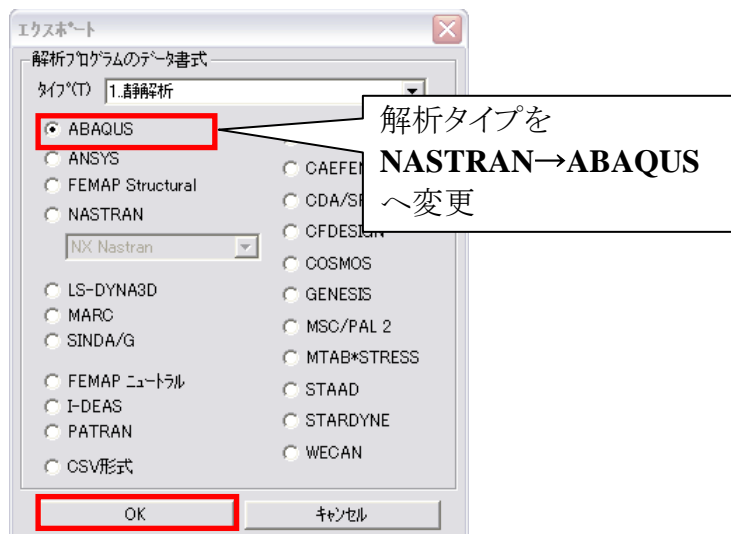 エクスポート
解析プログラムのデータ書式
タイプ(T) 1..静解析
ABAQUS
ANSYS
FEMAP Structural
NASTRAN
NX Nastran
LS-DYNA3D
MARC
SINDA/G
FEMAP ニュートラル
I-DEAS
PATRAN
CSV形式
CAEFE
CDA/S
CFDESIGN
COSMOS
GENESIS
MSC/PAL 2
MTAB*STRESS
STAAD
STARDYNE
WECAN
OK
キャンセル
解析タイプを
NASTRAN→ABAQUS
へ変更